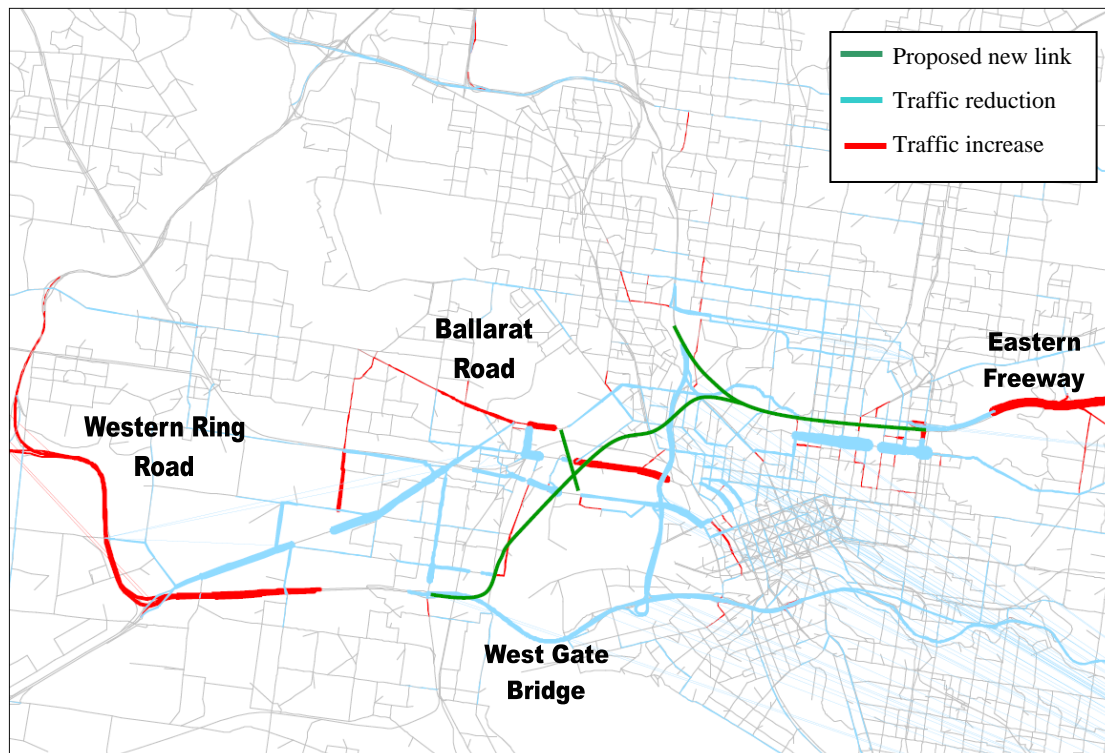 Proposed new link
Traffic reduction
Traffic increase
Ballarat
Road
Eastern
Freeway
Western Ring
Road
West Gate
Bridge